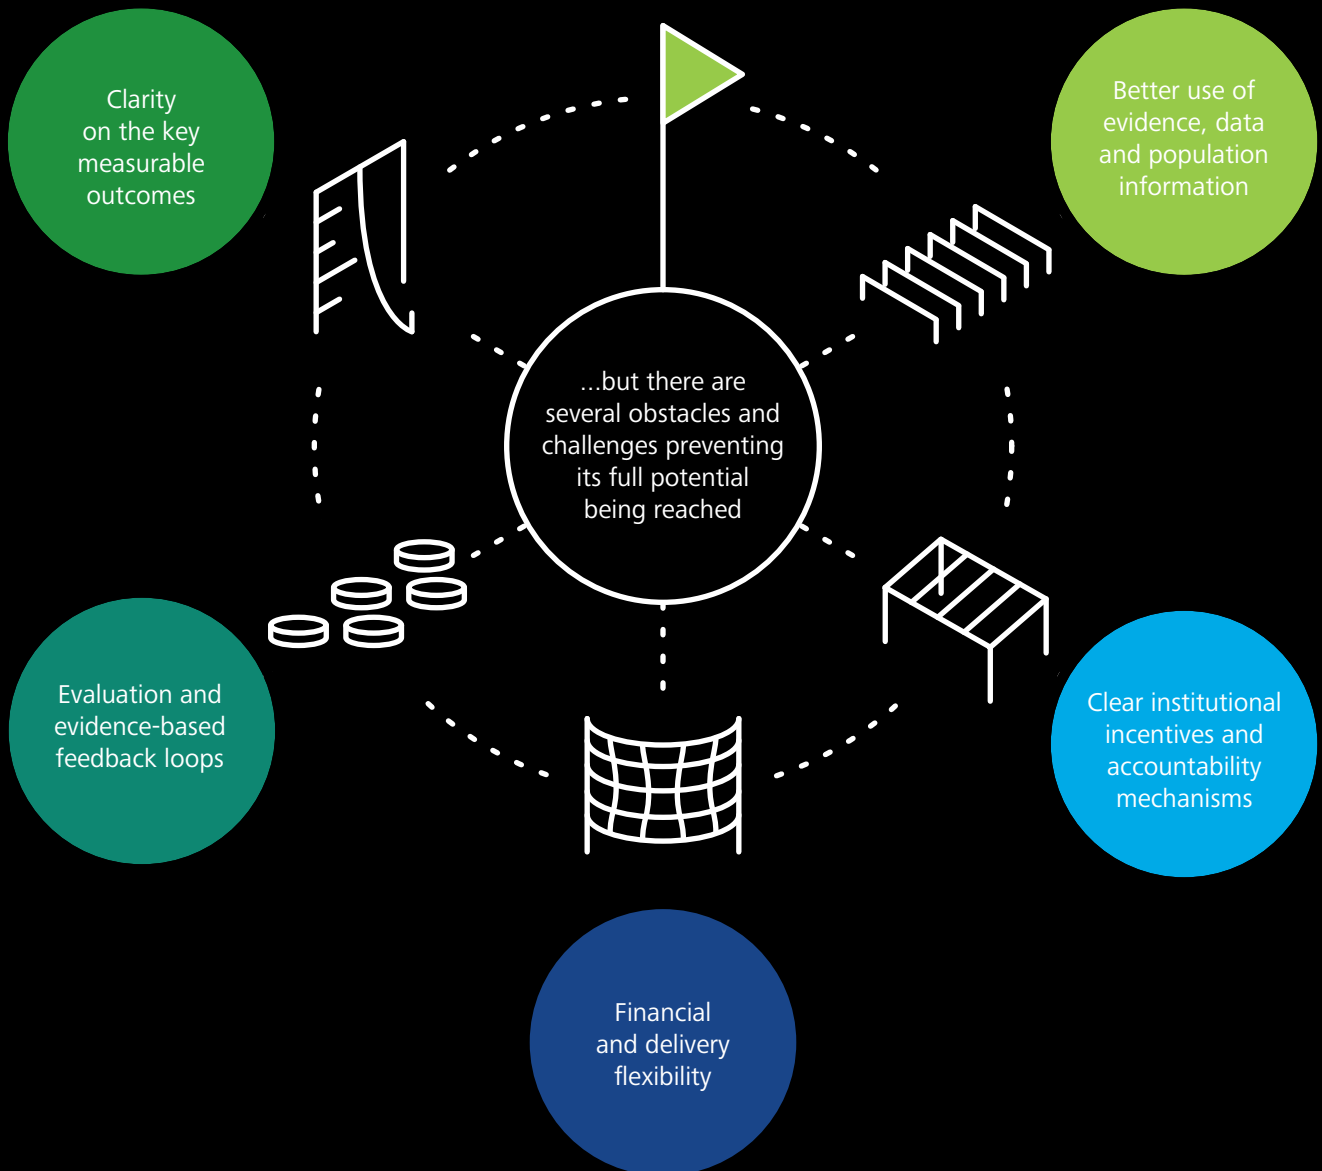 Clarity
on the key
measurable
outcomes
Better use of
evidence, data
and population
information
...but there are
several obstacles and
challenges preventing
its full potential
being reached
Evaluation and
evidence-based
feedback loops
Clear institutional
incentives and
accountability
mechanisms
Financial
and delivery
flexibility